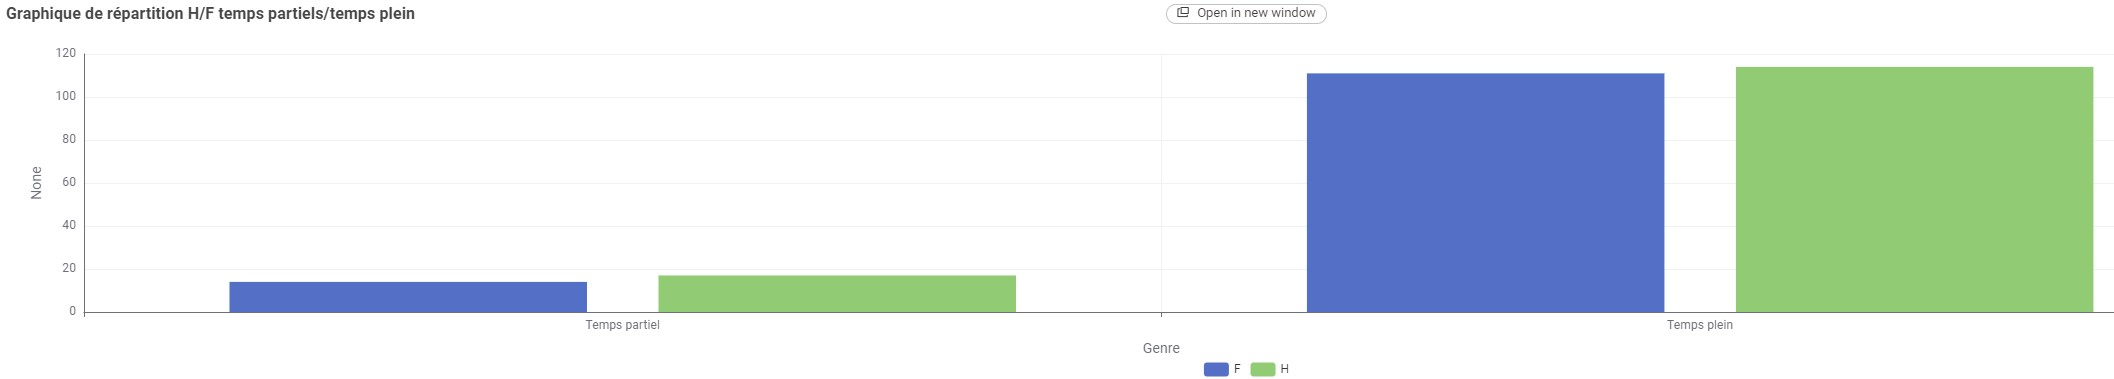 Graphique de répartition H/F temps partiels/temps plein
Open in new window
120
100
80
60
40
20
0
None
Temps partiel
Temps plein
Genre
F
H